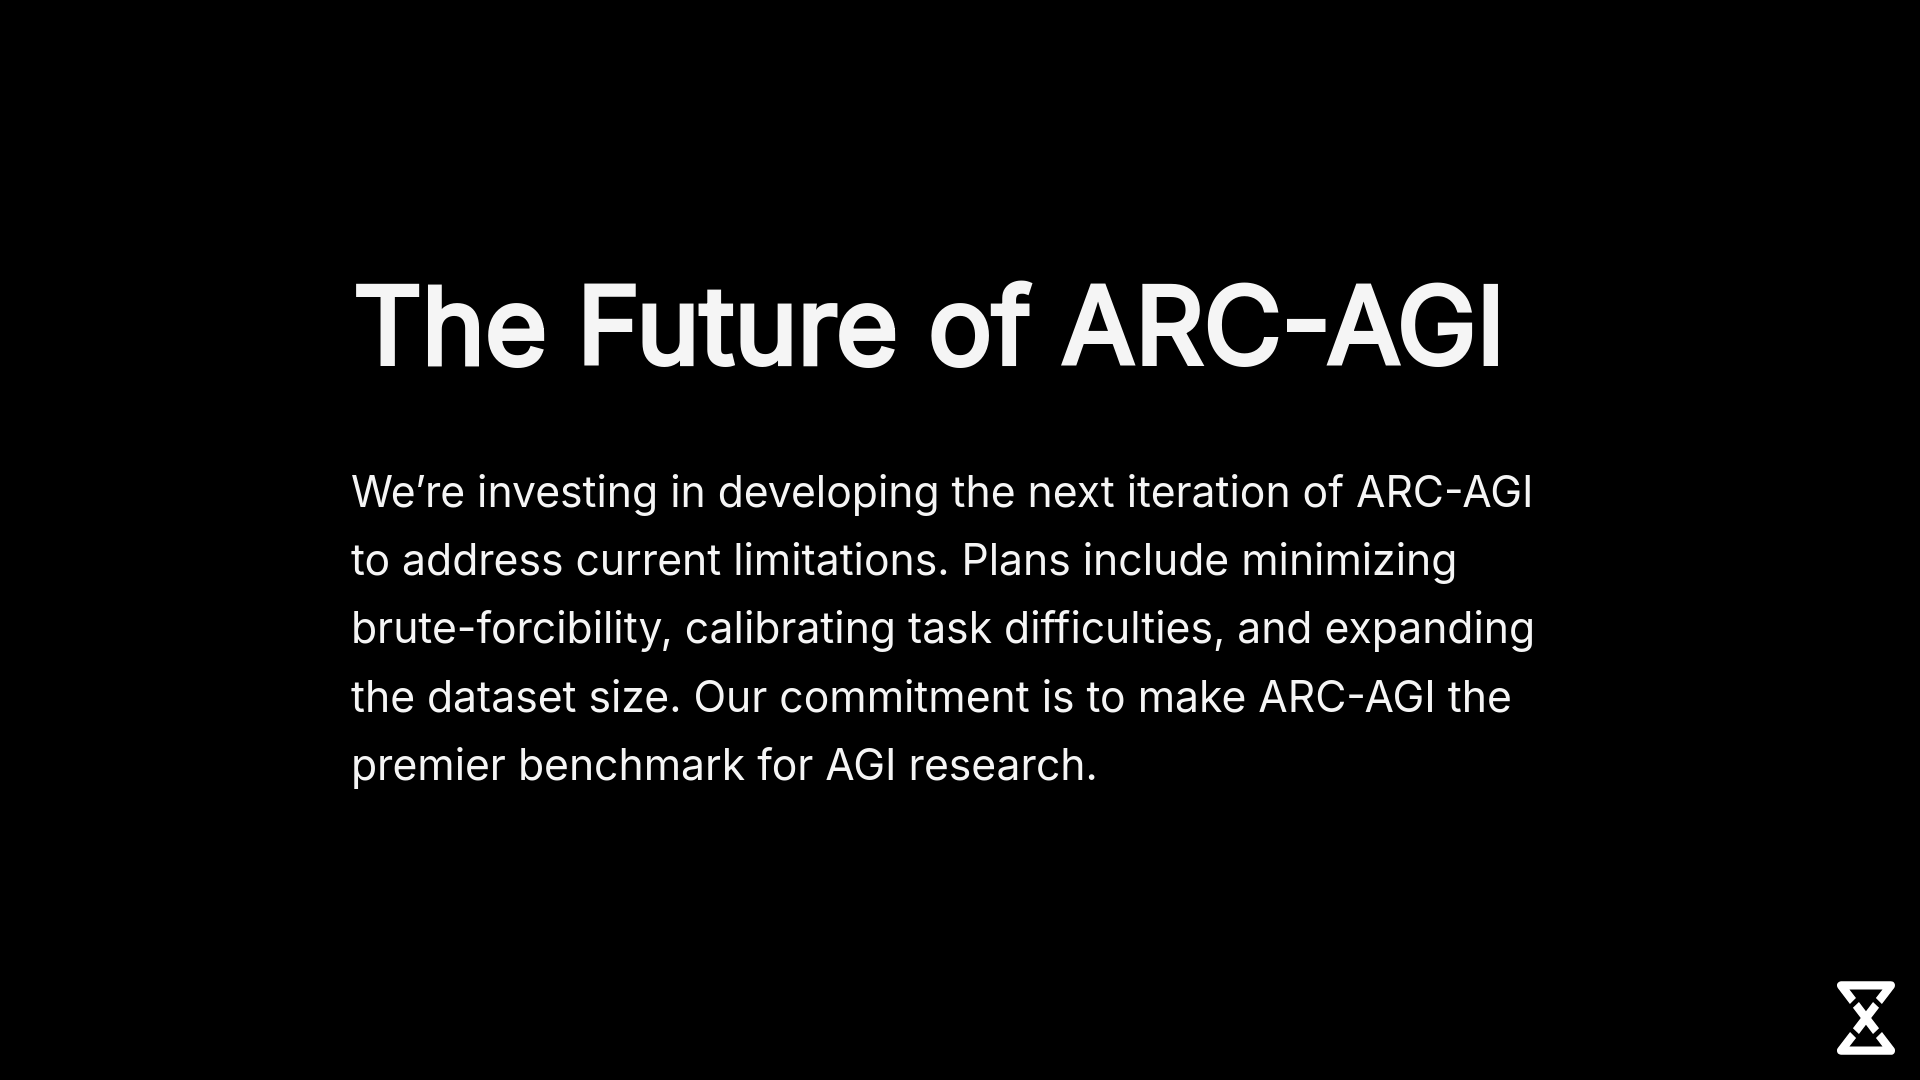 The Future of ARC-AGI
We’re investing in developing the next iteration of ARC-AGI
to address current limitations. Plans include minimizing
brute-forcibility, calibrating task difficulties, and expanding
the dataset size. Our commitment is to make ARC-AGI the
premier benchmark for AGI research.